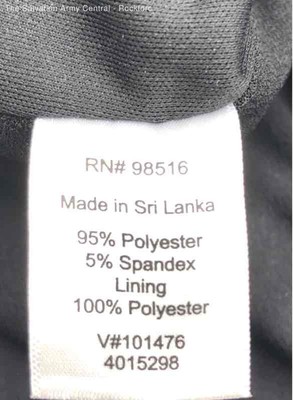 The Salvation Army Central - Rockford
RN# 98516
Made in Sri Lanka
95% Polyester
5% Spandex
Lining
100% Polyester
V#101476
4015298